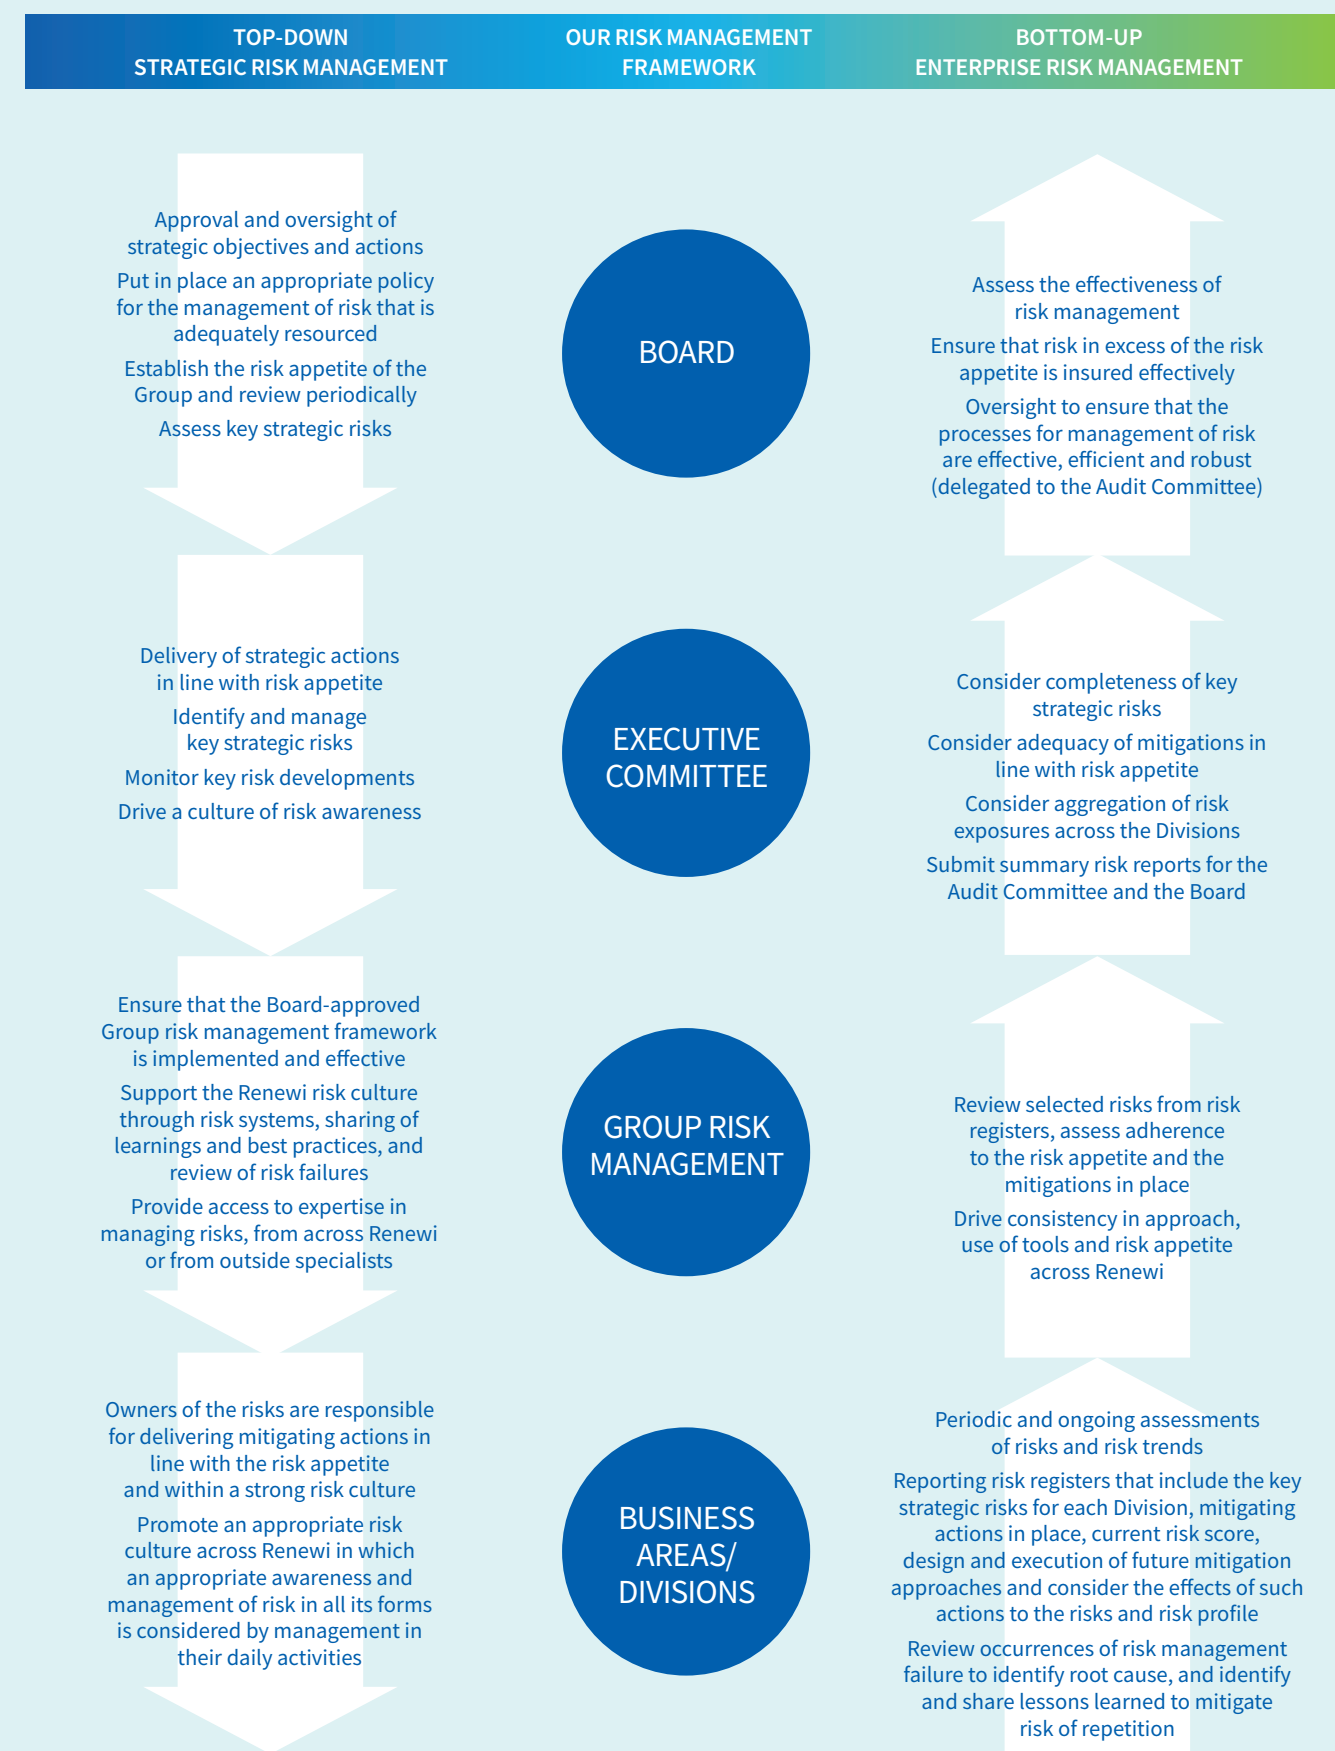 TOP-DOWN
STRATEGIC RISK MANAGEMENT
OUR RISK MANAGEMENT
FRAMEWORK
BOTTOM-UP
ENTERPRISE RISK MANAGEMENT
Approval and oversight of
strategic objectives and actions
Put in place an appropriate policy
for the management of risk that is
adequately resourced
Establish the risk appetite of the
Group and review periodically
Assess key strategic risks
BOARD
Assess the effectiveness of
risk management
Ensure that risk in excess of the risk
appetite is insured effectively
Oversight to ensure that the
processes for management of risk
are effective, efficient and robust
(delegated to the Audit Committee)
Delivery of strategic actions
in line with risk appetite
Identify and manage
key strategic risks
Monitor key risk developments
Drive a culture of risk awareness
EXECUTIVE
COMMITTEE
Consider completeness of key
strategic risks
Consider adequacy of mitigations in
line with risk appetite
Consider aggregation of risk
exposures across the Divisions
Submit summary risk reports for the
Audit Committee and the Board
Ensure that the Board-approved
Group risk management framework
is implemented and effective
Support the Renewi risk culture
through risk systems, sharing of
learnings and best practices, and
review of risk failures
Provide access to expertise in
managing risks, from across Renewi
or from outside specialists
GROUP RISK
MANAGEMENT
Review selected risks from risk
registers, assess adherence
to the risk appetite and the
mitigations in place
Drive consistency in approach,
use of tools and risk appetite
across Renewi
Owners of the risks are responsible
for delivering mitigating actions in
line with the risk appetite
and within a strong risk culture
Promote an appropriate risk
culture across Renewi in which
an appropriate awareness and
management of risk in all its forms
is considered by management in
their daily activities
BUSINESS
AREAS/
DIVISIONS
Periodic and ongoing assessments
of risks and risk trends
Reporting risk registers that include the key
strategic risks for each Division, mitigating
actions in place, current risk score,
design and execution of future mitigation
approaches and consider the effects of such
actions to the risks and risk profile
Review occurrences of risk management
failure to identify root cause, and identify
and share lessons learned to mitigate
risk of repetition